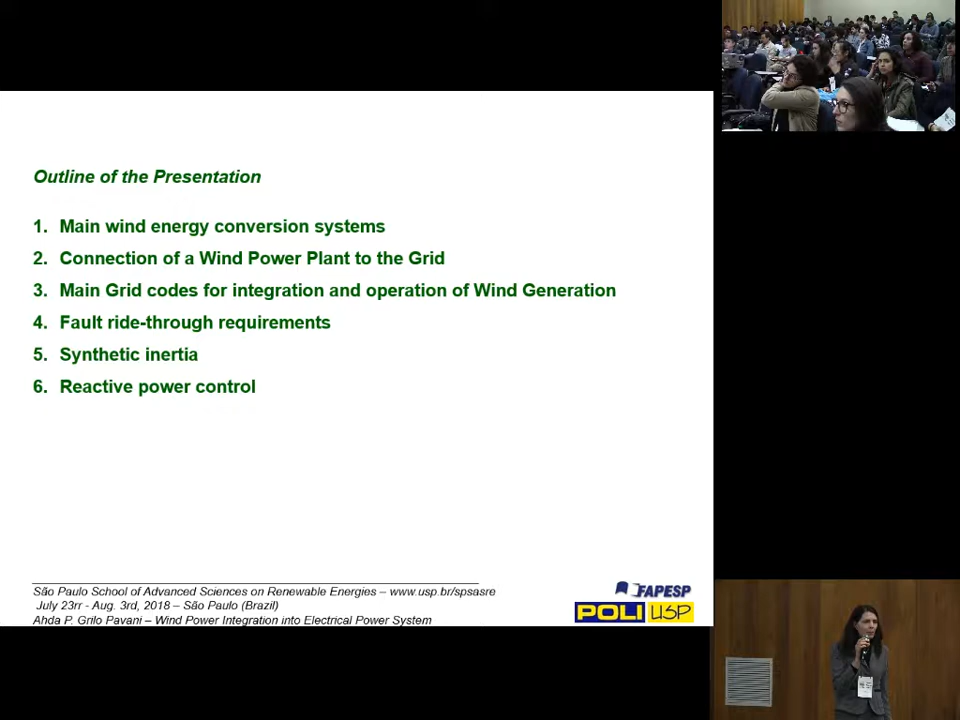 Outline of the Presentation
1. Main wind energy conversion systems
2. Connection of a Wind Power Plant to the Grid
3. Main Grid codes for integration and operation of Wind Generation
4. Fault ride-through requirements
5. Synthetic inertia
6. Reactive power control
São Paulo School of Advanced Sciences on Renewable Energies – www.usp.br/spsasre
July 23rr - Aug. 3rd, 2018 – São Paulo (Brazil)
Ahda P. Grilo Pavani – Wind Power Integration into Electrical Power System
FAPESP
POLI USP